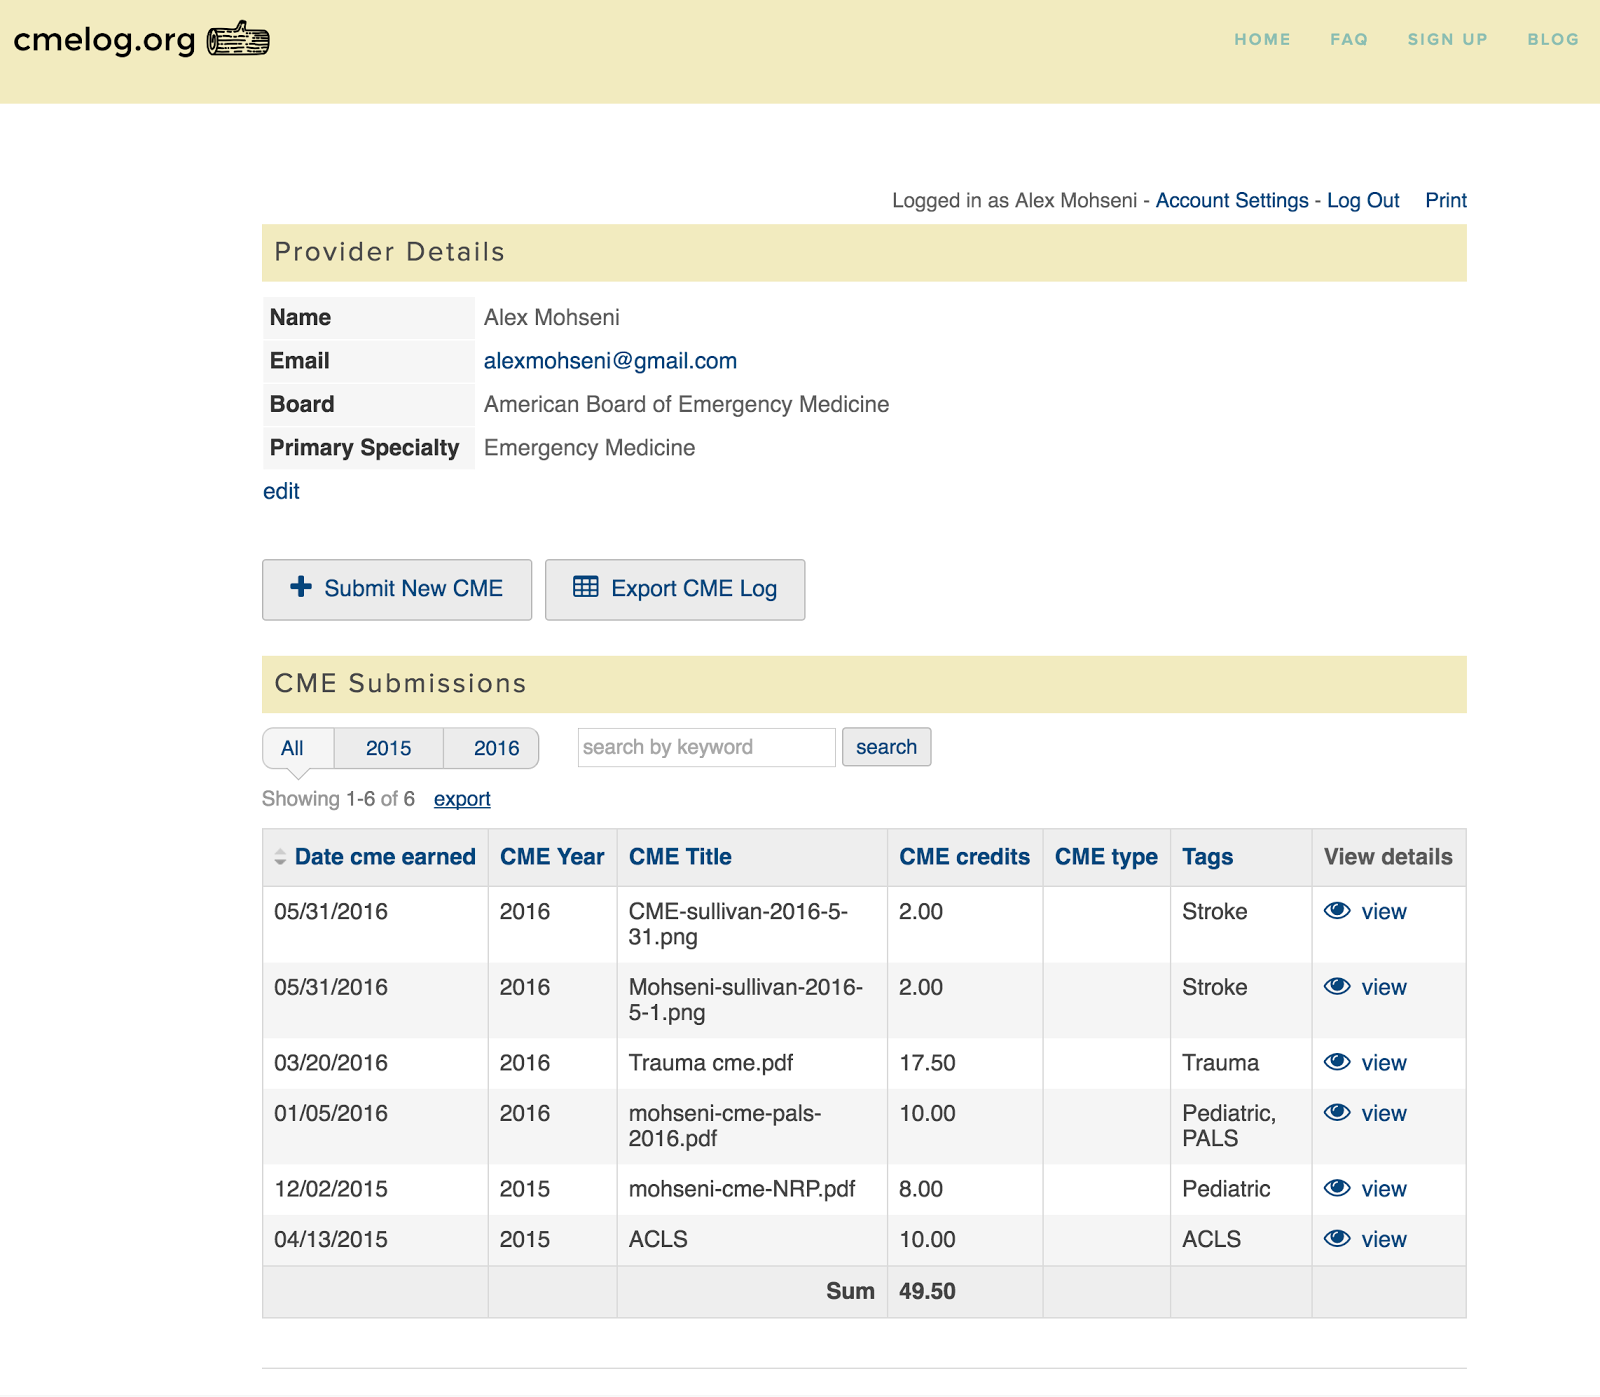 cmelog.org
HOME FAQ SIGN UP BLOG
Logged in as Alex Mohseni - Account Settings - Log Out Print
Provider Details
Name Alex Mohseni
Email alexmohseni@gmail.com
Board American Board of Emergency Medicine
Primary Specialty Emergency Medicine
edit
Submit New CME Export CME Log
CME Submissions
All 2015 2016 search by keyword search
Showing 1-6 of 6 export
Date cme earned CME Year CME Title CME credits CME type Tags View details
05/31/2016 2016 CME-sullivan-2016-5- 2.00 Stroke view
31.png
05/31/2016 2016 Mohseni-sullivan-2016- 2.00 Stroke view
5-1.png
03/20/2016 2016 Trauma cme.pdf 17.50 Trauma view
01/05/2016 2016 mohseni-cme-pals- 10.00 Pediatric, view
2016.pdf PALS
12/02/2015 2015 mohseni-cme-NRP.pdf 8.00 Pediatric view
04/13/2015 2015 ACLS 10.00 ACLS view
Sum 49.50